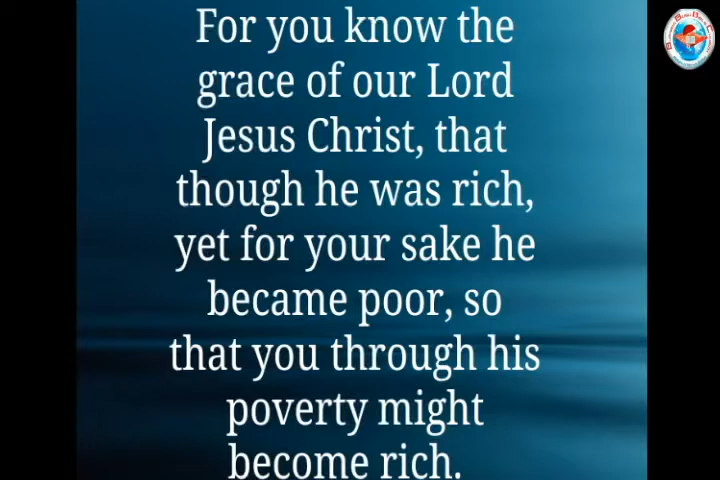 For you know the
grace of our Lord
Jesus Christ, that
though he was rich,
yet for your sake he
became poor, so
that you through his
poverty might
become rich.